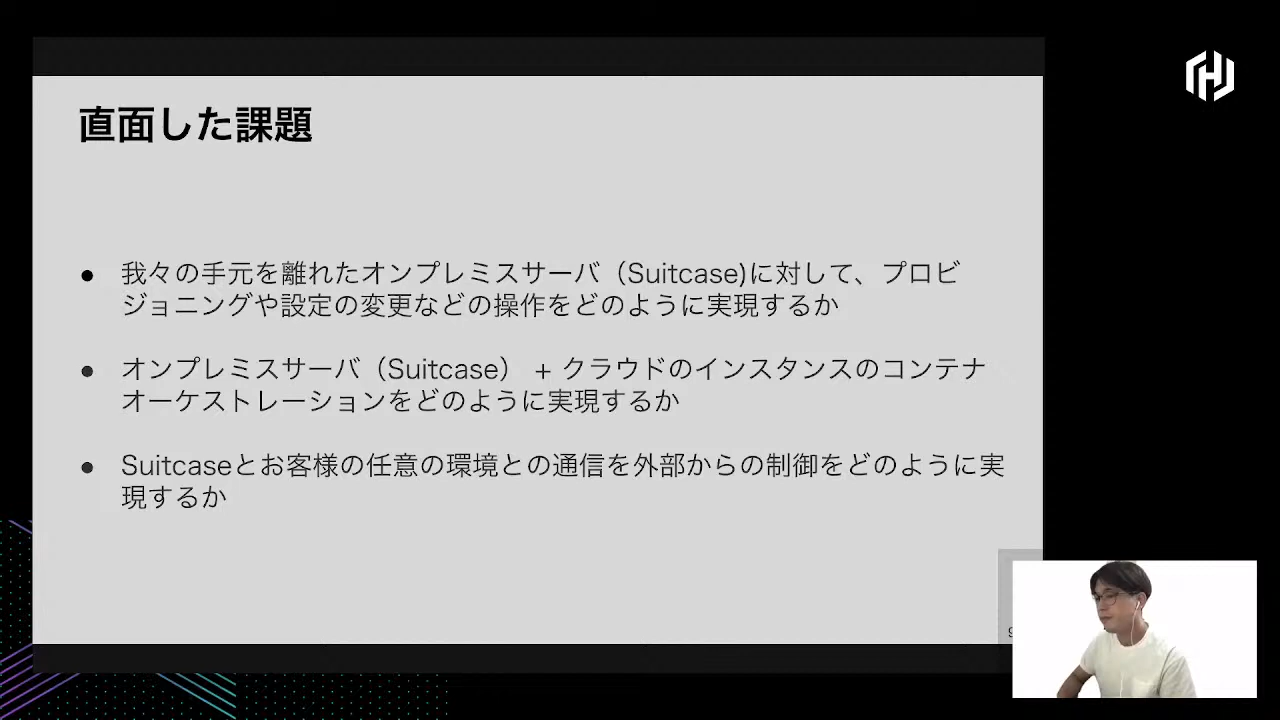 直面した課題
● 我々の手元を離れたオンプレミスサーバ（Suitcase)に対して、プロビ
ジョニングや設定の変更などの操作をどのように実現するか
● オンプレミスサーバ（Suitcase） + クラウドのインスタンスのコンテナ
オーケストレーションをどのように実現するか
● Suitcaseとお客様の任意の環境との通信を外部からの制御をどのように実
現するか